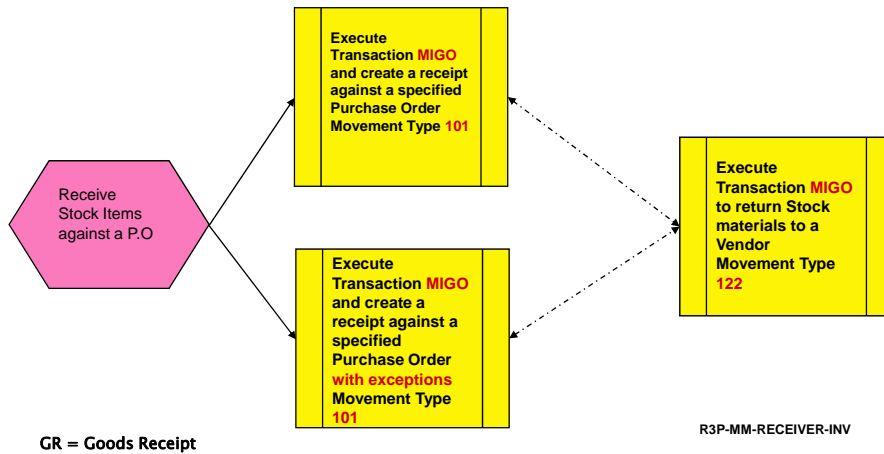 Execute
Transaction MIGO
and create a receipt
against a specified
Purchase Order
Movement Type 101
Receive
Stock Items
against a P.O
Execute
Transaction MIGO
to return Stock
materials to a
Vendor
Movement Type
122
Execute
Transaction MIGO
and create a
receipt against a
specified
Purchase Order
with exceptions
Movement Type
101
GR = Goods Receipt
R3P-MM-RECEIVER-INV